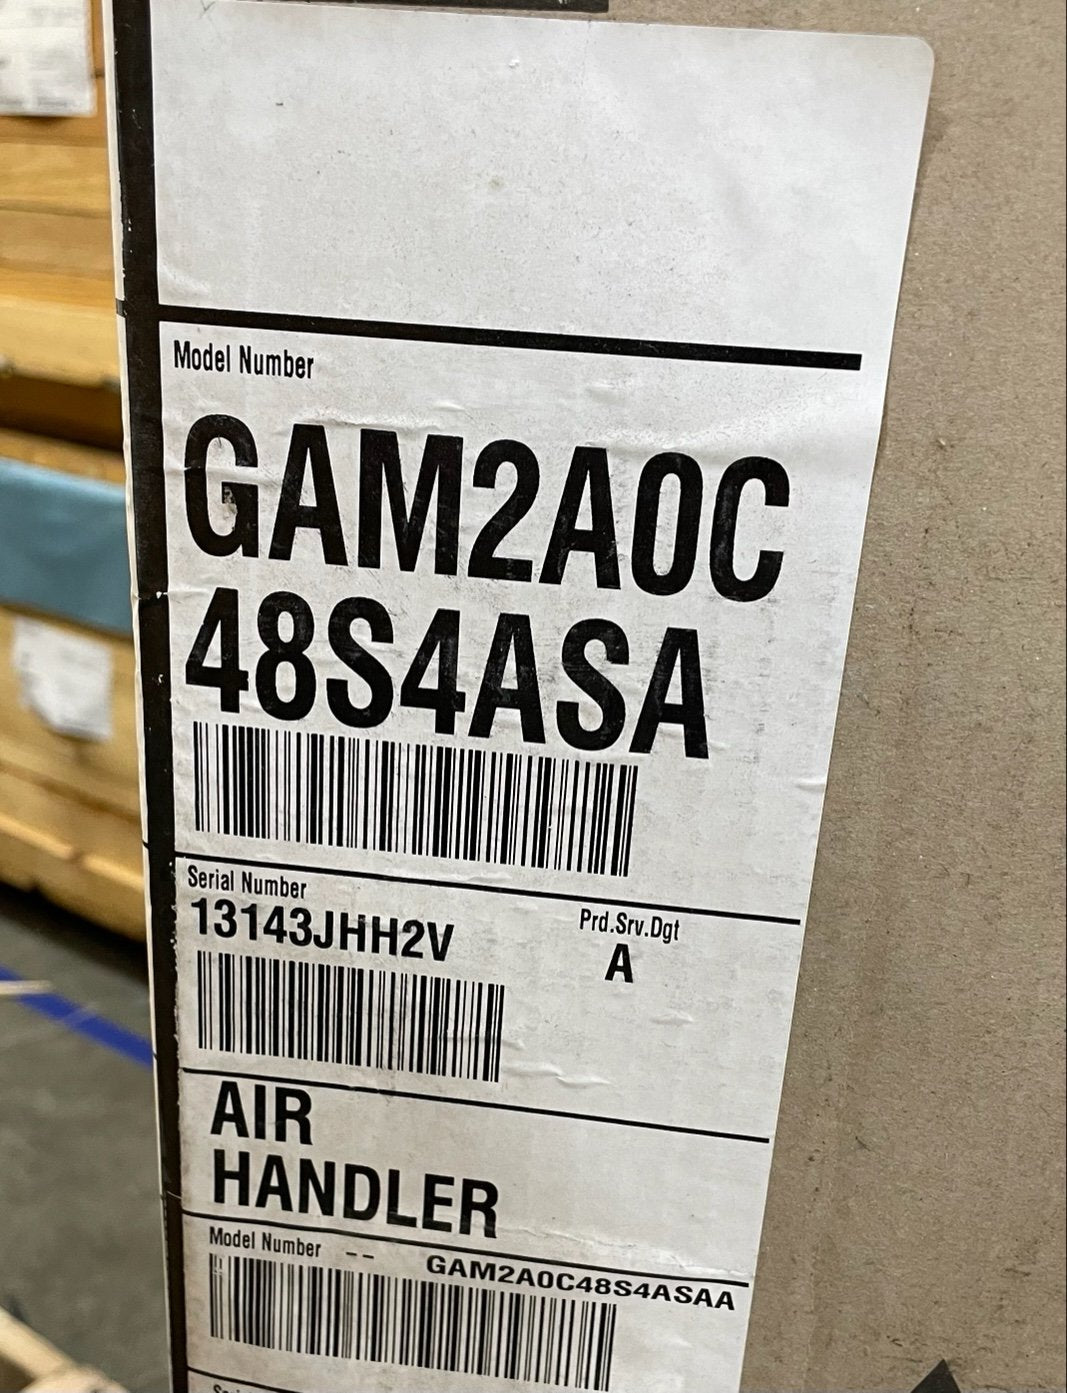 Model Number
GAM2A0C
48S4ASA
Serial Number
13143JHH2V
Prd.Srv.Dgt
A
AIR
HANDLER
Model Number -- GAM2A0C48S4ASAA